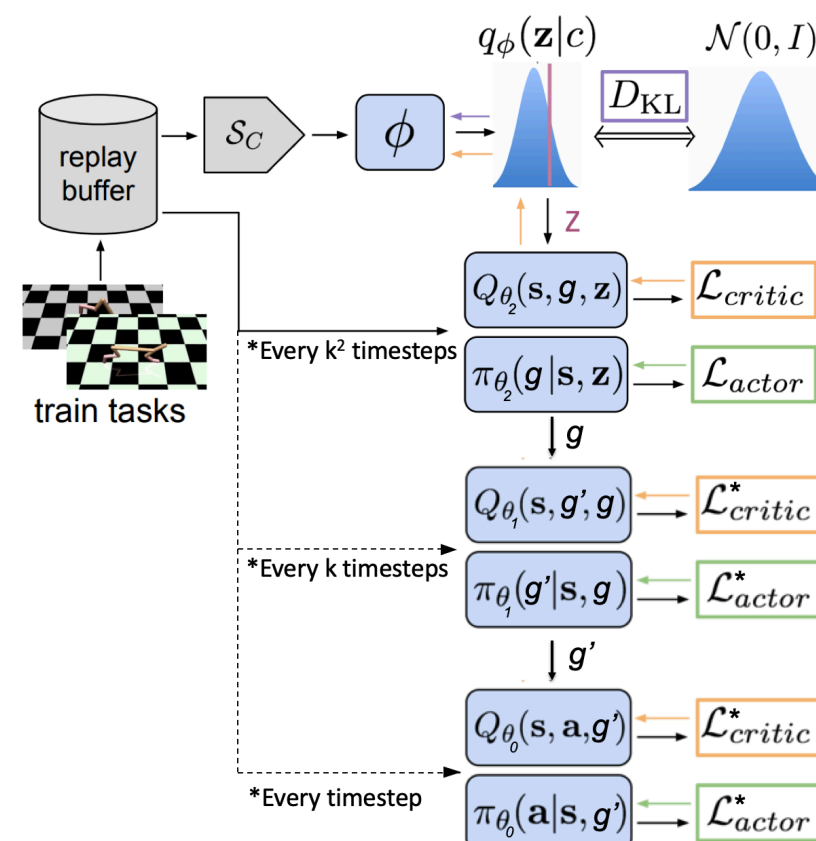 q_ϕ(z|c)
𝒩(0, I)
D_KL
replay
buffer
𝒮_C
ϕ
z
Q_θ₂(s, g, z)
ℒ_critic
*Every k² timesteps
π_θ₂(g|s, z)
ℒ_actor
train tasks
g
Q_θ₁(s, g’, g)
ℒ*_critic
*Every k timesteps
π_θ₁(g’|s, g)
ℒ*_actor
g’
Q_θ₀(s, a,g’)
ℒ*_critic
*Every timestep
π_θ₀(a|s, g’)
ℒ*_actor